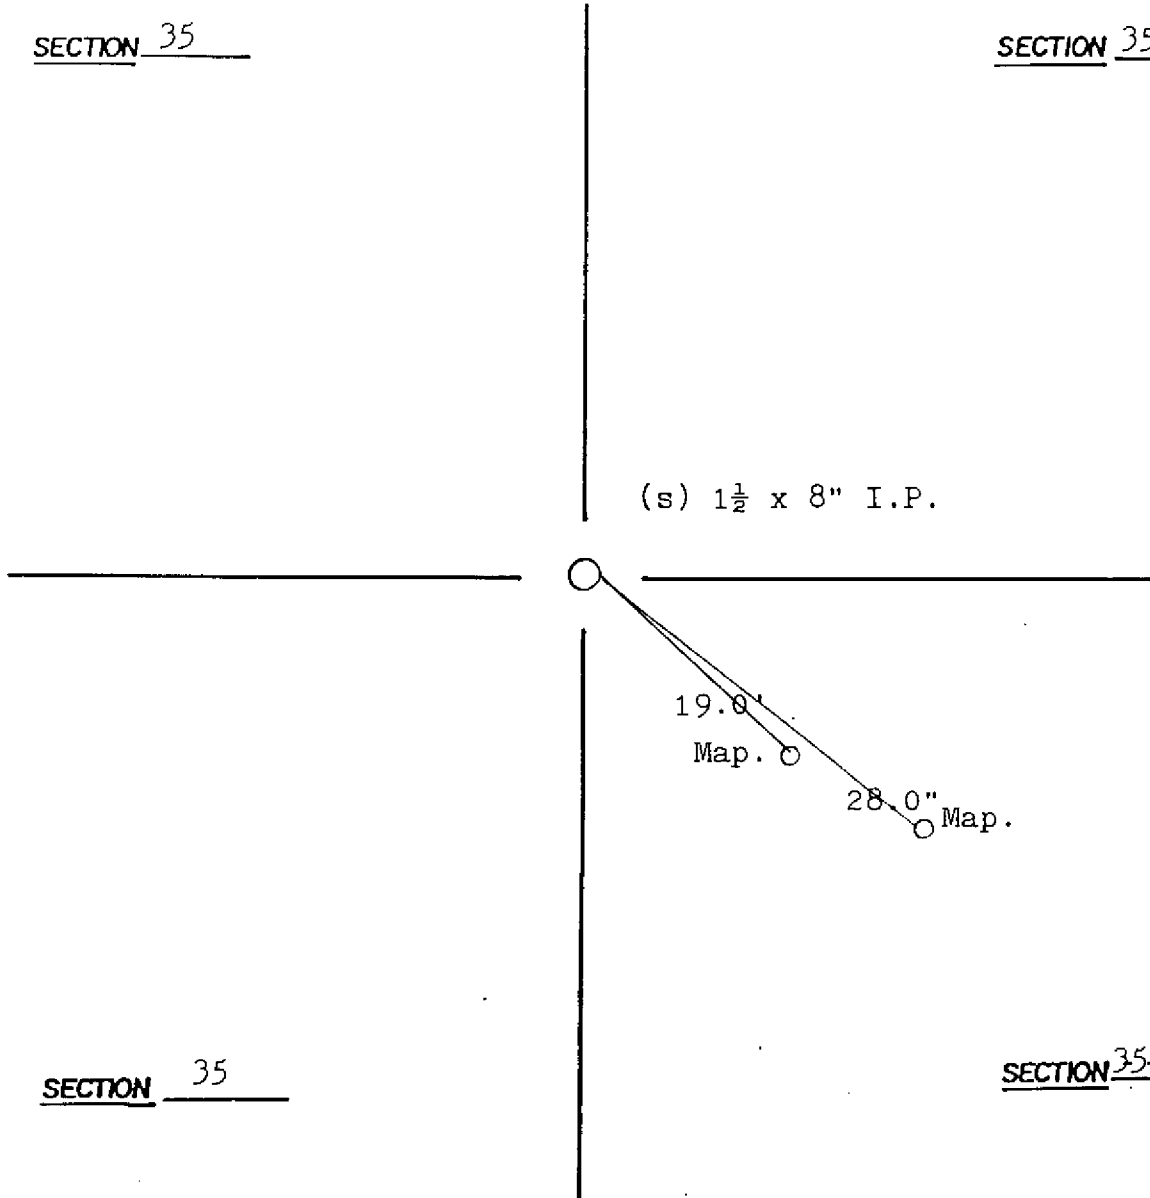 SECTION 35
SECTION 35
(s) 1½ x 8" I.P.
19.0'
Map.
28.0"
Map.
SECTION 35
SECTION 35